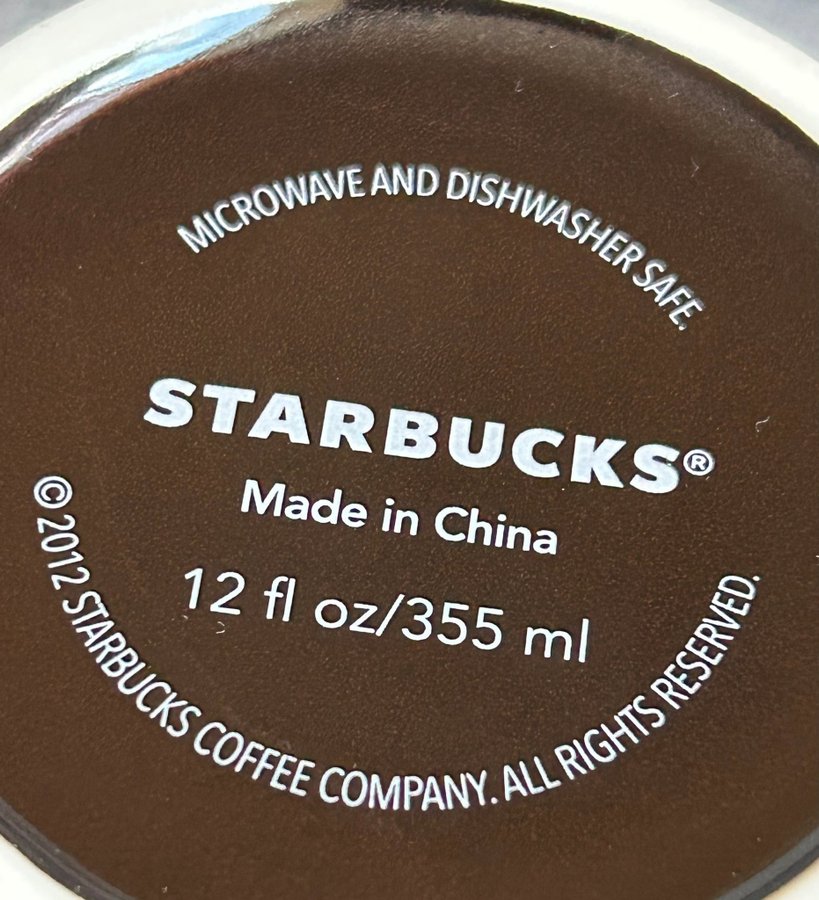 MICROWAVE AND DISHWASHER SAFE.
STARBUCKS®
Made in China
12 fl oz/355 ml
© 2012 STARBUCKS COFFEE COMPANY. ALL RIGHTS RESERVED.